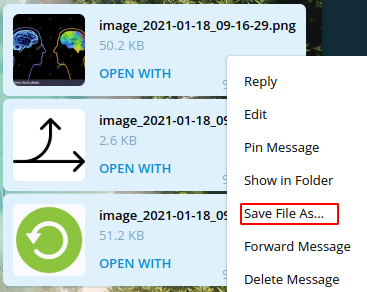 image_2021-01-18_09-16-29.png
50.2 KB
OPEN WITH
image_2021-01-18_09
2.6 KB
OPEN WITH
image_2021-01-18_09
51.2 KB
OPEN WITH
Reply
Edit
Pin Message
Show in Folder
Save File As...
Forward Message
Delete Message